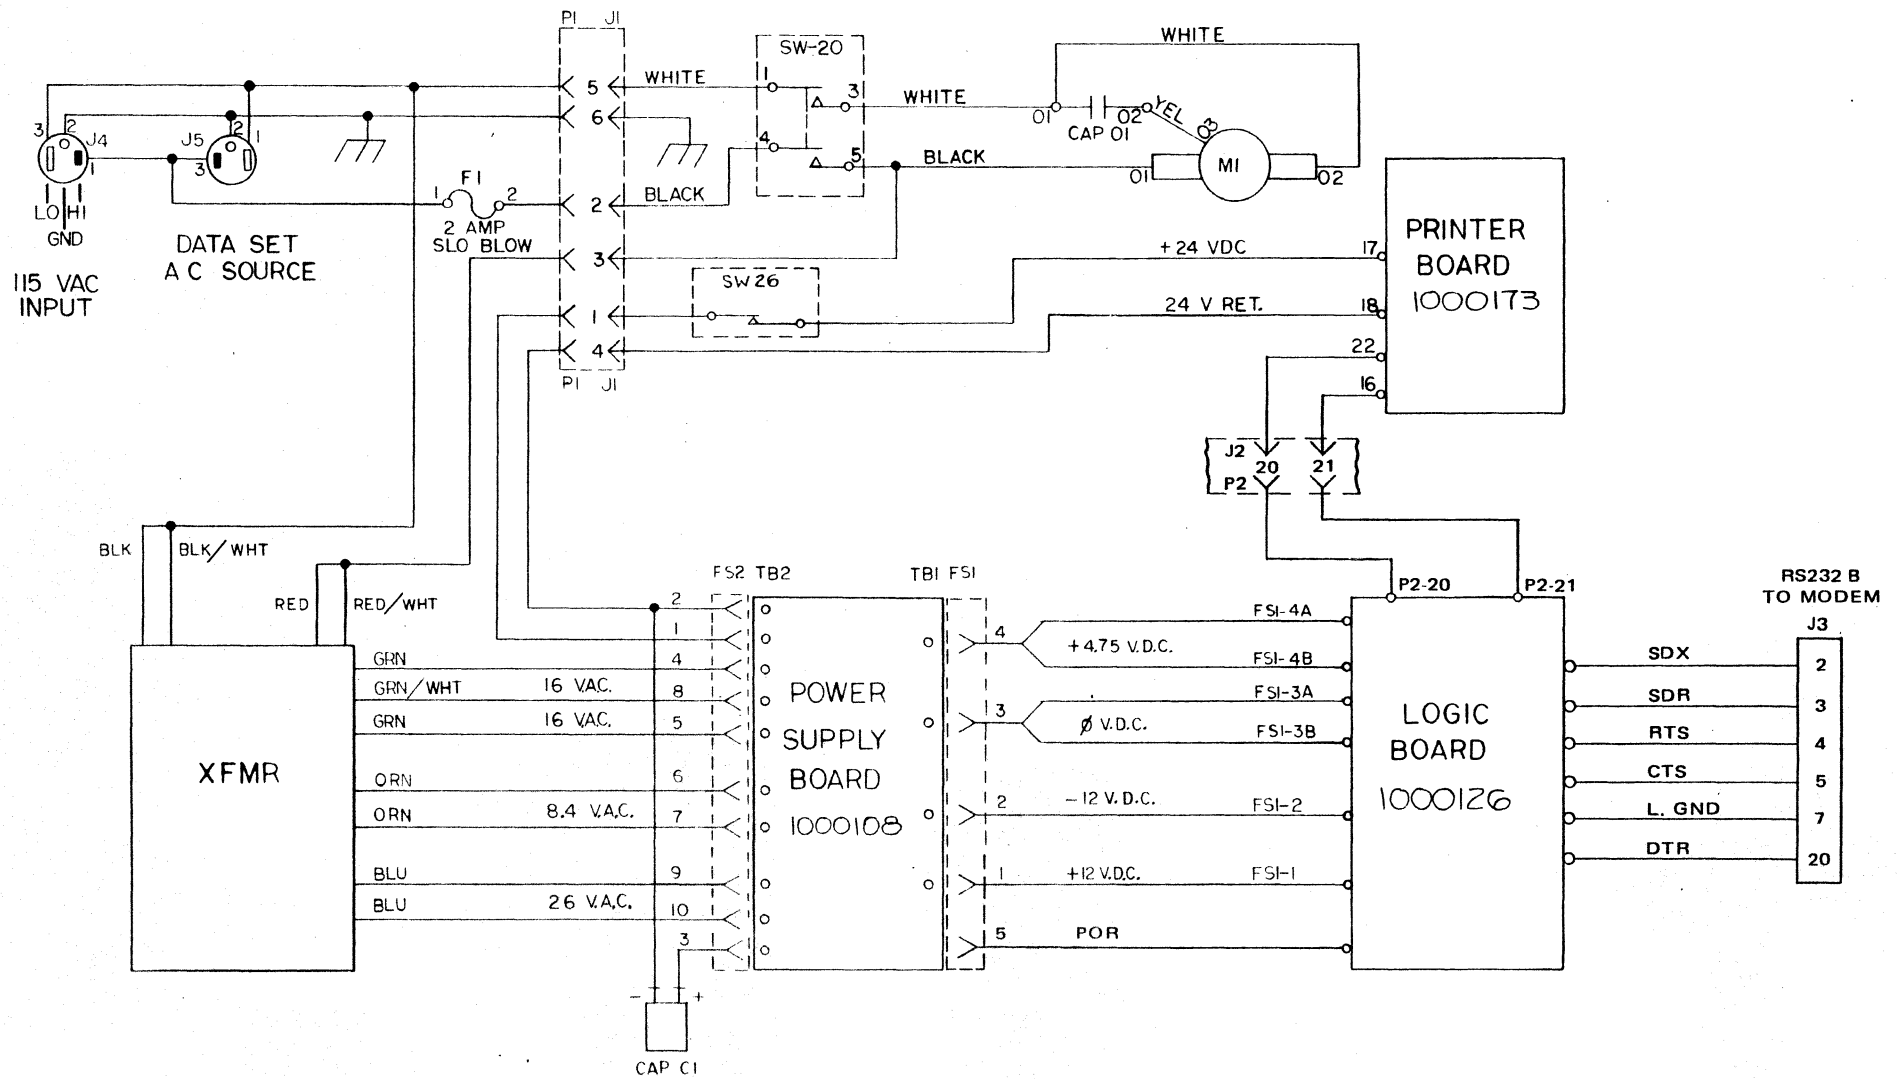 P1 J1
SW-20
WHITE
5
WHITE
1
3
WHITE
01
CAP 01
02
YEL
03
M1
01
02
6
4
5
BLACK
3 2
J4
1
LO HI
GND
115 VAC
INPUT
J5
2 1
3
DATA SET
A C SOURCE
F1
1 2
2 AMP
SLO BLOW
2
BLACK
3
SW 26
1
4
P1 J1
+24 VDC
24 V RET.
17
18
22
16
PRINTER
BOARD
1000173
J2
20 21
P2
BLK
BLK/WHT
RED
RED/WHT
XFMR
GRN
GRN/WHT
16 V.A.C.
GRN
16 V.A.C.
ORN
ORN
8.4 V.A.C.
BLU
BLU
26 V.A.C.
FS2 TB2
2
1
4
8
5
6
7
9
10
3
- +
CAP C1
POWER
SUPPLY
BOARD
1000108
TB1 FS1
4
3
2
1
5
+4.75 V.D.C.
Ø V.D.C.
-12 V.D.C.
+12 V.D.C.
POR
FS1-4A
FS1-4B
FS1-3A
FS1-3B
FS1-2
FS1-1
P2-20
P2-21
LOGIC
BOARD
1000126
RS232 B
TO MODEM
J3
SDX 2
SDR 3
RTS 4
CTS 5
L. GND 7
DTR 20